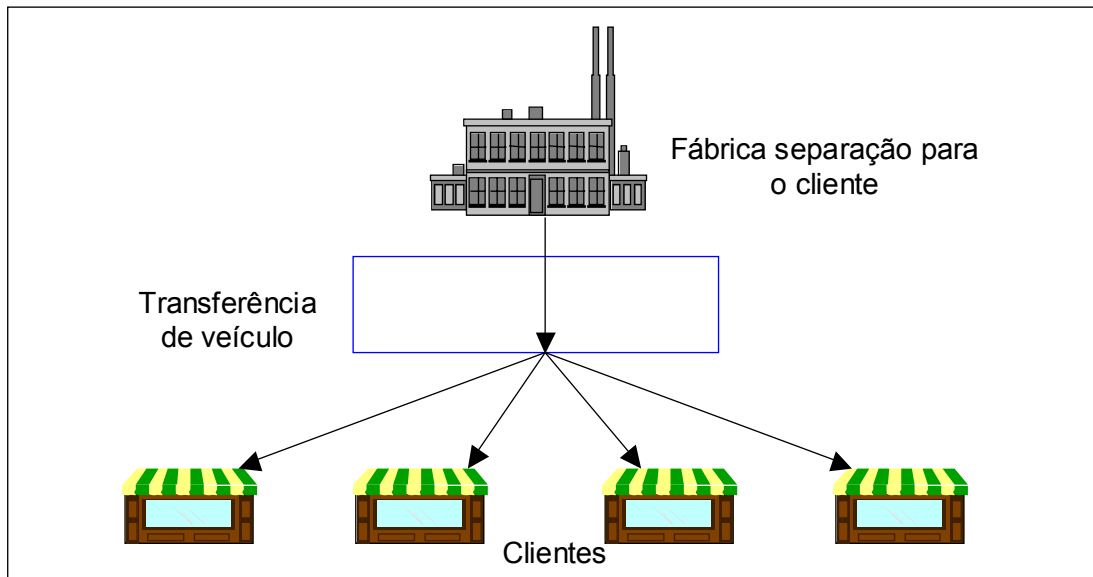 Fábrica separação para
o cliente
Transferência
de veículo
Clientes